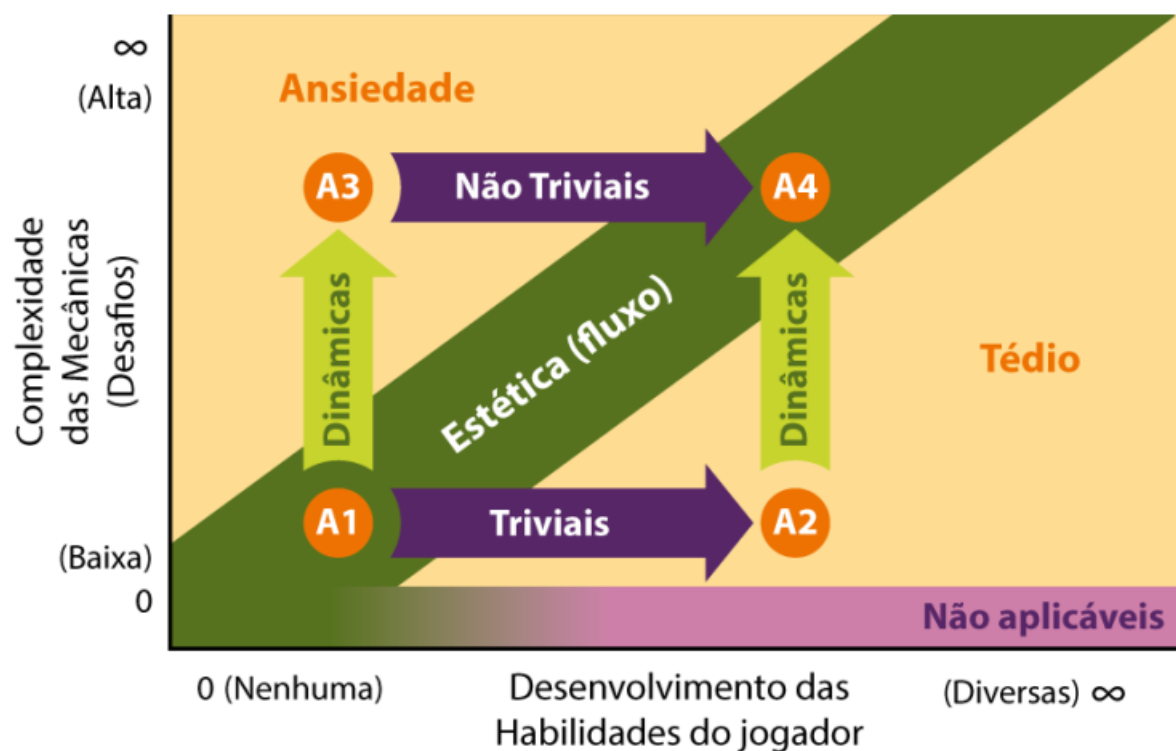 ∞
(Alta)
Ansiedade
A3
Não Triviais
A4
Complexidade
das Mecânicas
(Desafios)
Dinâmicas
Estética (fluxo)
Dinâmicas
Tédio
A1
Triviais
A2
(Baixa)
0
Não aplicáveis
0 (Nenhuma)
Desenvolvimento das
Habilidades do jogador
(Diversas) ∞